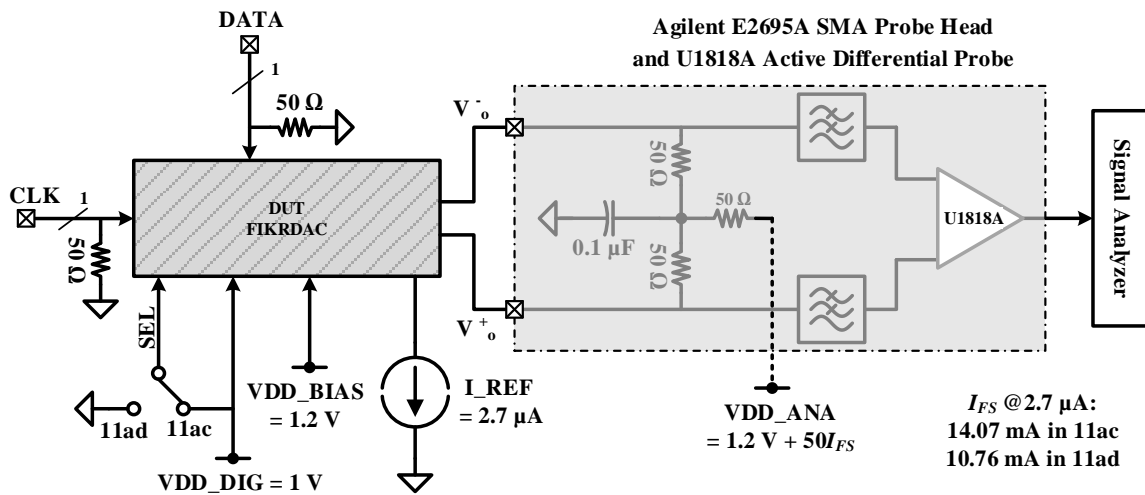 DATA
Agilent E2695A SMA Probe Head
and U1818A Active Differential Probe
1
50 Ω
V⁻ₒ
CLK
1
50 Ω
DUT
FIKRDAC
50 Ω
50 Ω
0.1 µF
50 Ω
U1818A
Signal Analyzer
V⁺ₒ
SEL
11ad
11ac
VDD_DIG = 1 V
VDD_BIAS
= 1.2 V
I_REF
= 2.7 µA
VDD_ANA
= 1.2 V + 50I_FS
I_FS @2.7 µA:
14.07 mA in 11ac
10.76 mA in 11ad